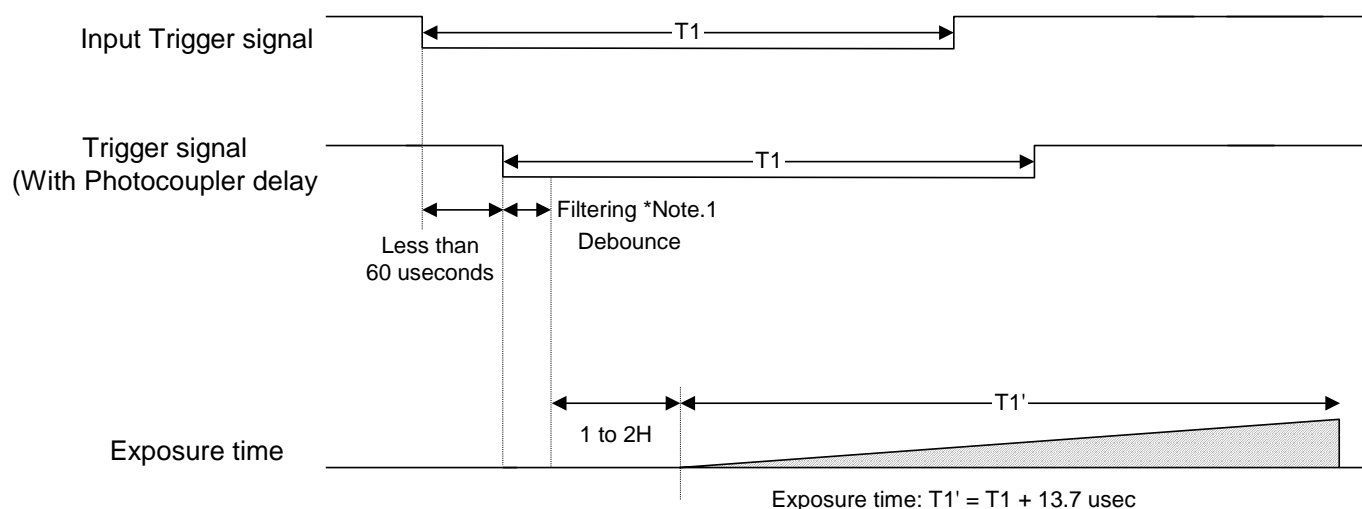 Input Trigger signal
T1
Trigger signal
(With Photocoupler delay
T1
Less than
60 useconds
Filtering *Note.1
Debounce
1 to 2H
T1'
Exposure time
Exposure time: T1' = T1 + 13.7 usec